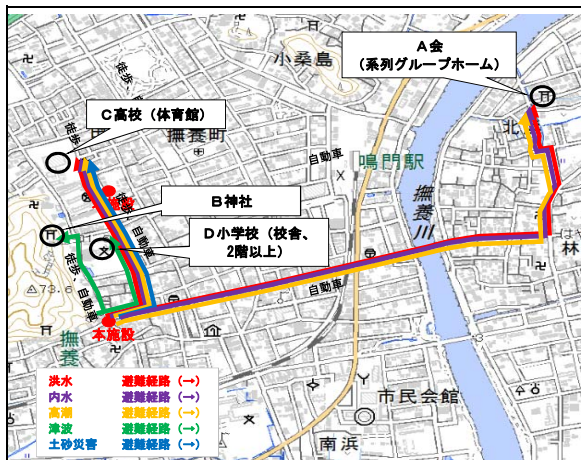 A会
(系列グループホーム)
小桑島
C高校(体育館)
徒歩
撫養町
自動車
鳴門駅
撫養川
北
B神社
D小学校(校舎、
2階以上)
徒歩、自動車
林
△73.6
自動車
本施設
撫養
洪水 避難経路(→)
内水 避難経路(→)
高潮 避難経路(→)
津波 避難経路(→)
土砂災害 避難経路(→)
市民会館
南浜